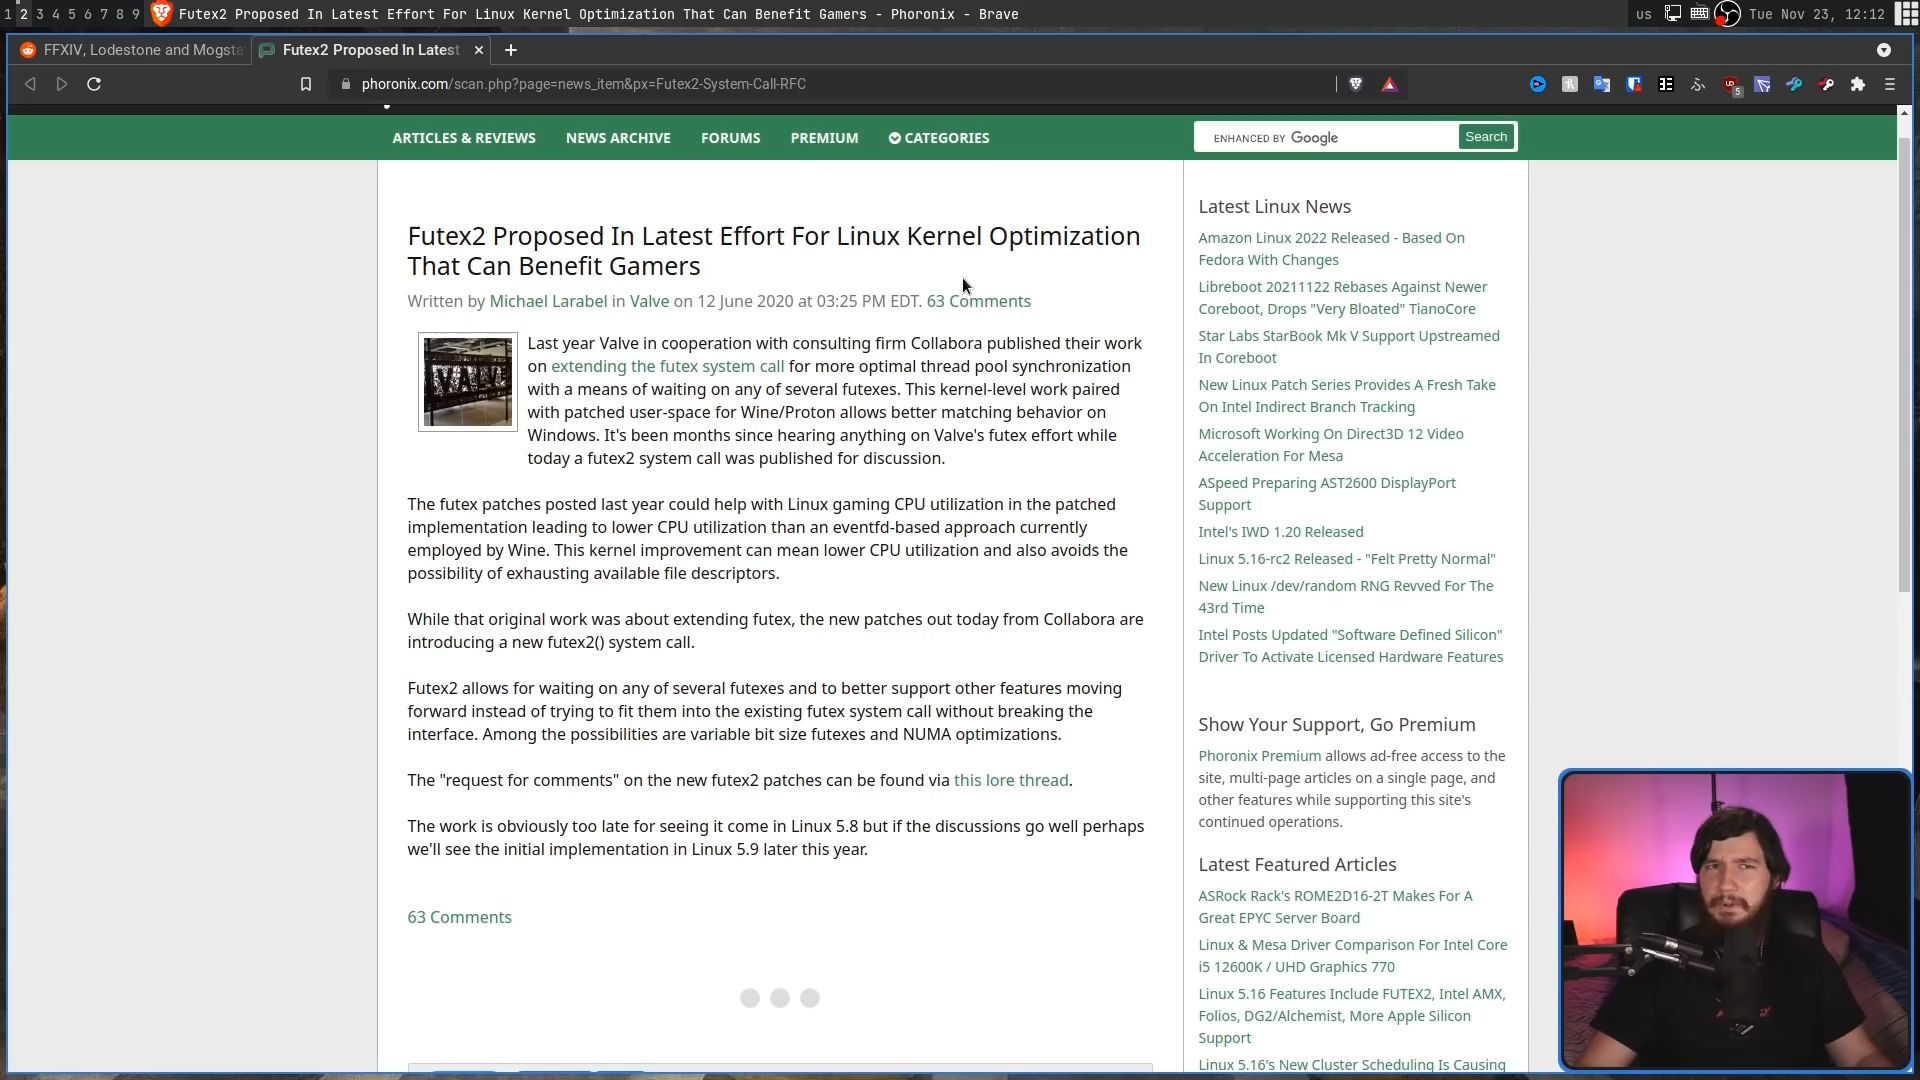 1 2 3 4 5 6 7 8 9 Futex2 Proposed In Latest Effort For Linux Kernel Optimization That Can Benefit Gamers - Phoronix - Brave us Tue Nov 23, 12:12
FFXIV, Lodestone and Mogsta Futex2 Proposed In Latest
phoronix.com/scan.php?page=news_item&px=Futex2-System-Call-RFC
ARTICLES & REVIEWS NEWS ARCHIVE FORUMS PREMIUM CATEGORIES
ENHANCED BY Google Search
Futex2 Proposed In Latest Effort For Linux Kernel Optimization
That Can Benefit Gamers
Written by Michael Larabel in Valve on 12 June 2020 at 03:25 PM EDT. 63 Comments
VALVE
Last year Valve in cooperation with consulting firm Collabora published their work
on extending the futex system call for more optimal thread pool synchronization
with a means of waiting on any of several futexes. This kernel-level work paired
with patched user-space for Wine/Proton allows better matching behavior on
Windows. It's been months since hearing anything on Valve's futex effort while
today a futex2 system call was published for discussion.
The futex patches posted last year could help with Linux gaming CPU utilization in the patched
implementation leading to lower CPU utilization than an eventfd-based approach currently
employed by Wine. This kernel improvement can mean lower CPU utilization and also avoids the
possibility of exhausting available file descriptors.
While that original work was about extending futex, the new patches out today from Collabora are
introducing a new futex2() system call.
Futex2 allows for waiting on any of several futexes and to better support other features moving
forward instead of trying to fit them into the existing futex system call without breaking the
interface. Among the possibilities are variable bit size futexes and NUMA optimizations.
The "request for comments" on the new futex2 patches can be found via this lore thread.
The work is obviously too late for seeing it come in Linux 5.8 but if the discussions go well perhaps
we'll see the initial implementation in Linux 5.9 later this year.
63 Comments
Latest Linux News
Amazon Linux 2022 Released - Based On
Fedora With Changes
Libreboot 20211122 Rebases Against Newer
Coreboot, Drops "Very Bloated" TianoCore
Star Labs StarBook Mk V Support Upstreamed
In Coreboot
New Linux Patch Series Provides A Fresh Take
On Intel Indirect Branch Tracking
Microsoft Working On Direct3D 12 Video
Acceleration For Mesa
ASpeed Preparing AST2600 DisplayPort
Support
Intel's IWD 1.20 Released
Linux 5.16-rc2 Released - "Felt Pretty Normal"
New Linux /dev/random RNG Revved For The
43rd Time
Intel Posts Updated "Software Defined Silicon"
Driver To Activate Licensed Hardware Features
Show Your Support, Go Premium
Phoronix Premium allows ad-free access to the
site, multi-page articles on a single page, and
other features while supporting this site's
continued operations.
Latest Featured Articles
ASRock Rack's ROME2D16-2T Makes For A
Great EPYC Server Board
Linux & Mesa Driver Comparison For Intel Core
i5 12600K / UHD Graphics 770
Linux 5.16 Features Include FUTEX2, Intel AMX,
Folios, DG2/Alchemist, More Apple Silicon
Support
Linux 5.16's New Cluster Scheduling Is Causing